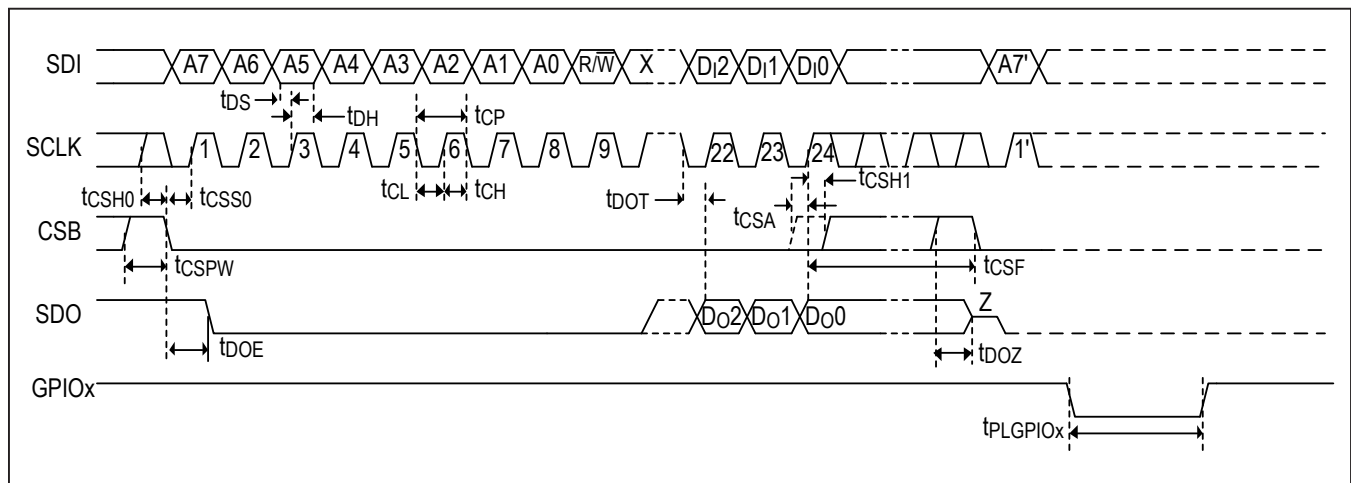 SDI A7 A6 A5 A4 A3 A2 A1 A0 R/W̅ X DI2 DI1 DI0 A7'
tDS tDH tCP
SCLK 1 2 3 4 5 6 7 8 9 22 23 24 1'
tCSH0 tCSS0 tCL tCH tDOT tCSA tCSH1
CSB
tCSPW tCSF
SDO DO2 DO1 DO0 Z
tDOE tDOZ
GPIOx
tPLGPIOx